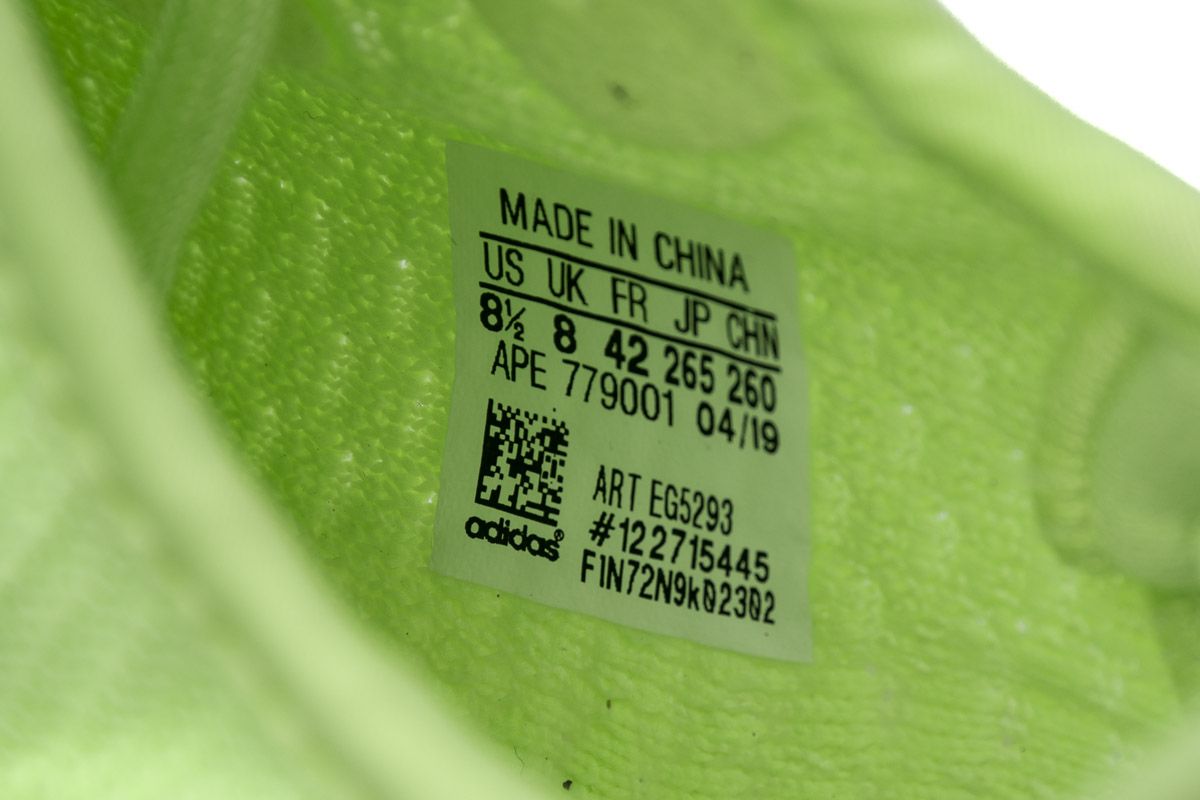 MADE IN CHINA
US UK FR JP CHN
8½ 8 42 265 260
APE 779001 04/19
ART EG5293
#122715445
F1N72N9k02302
adidas®